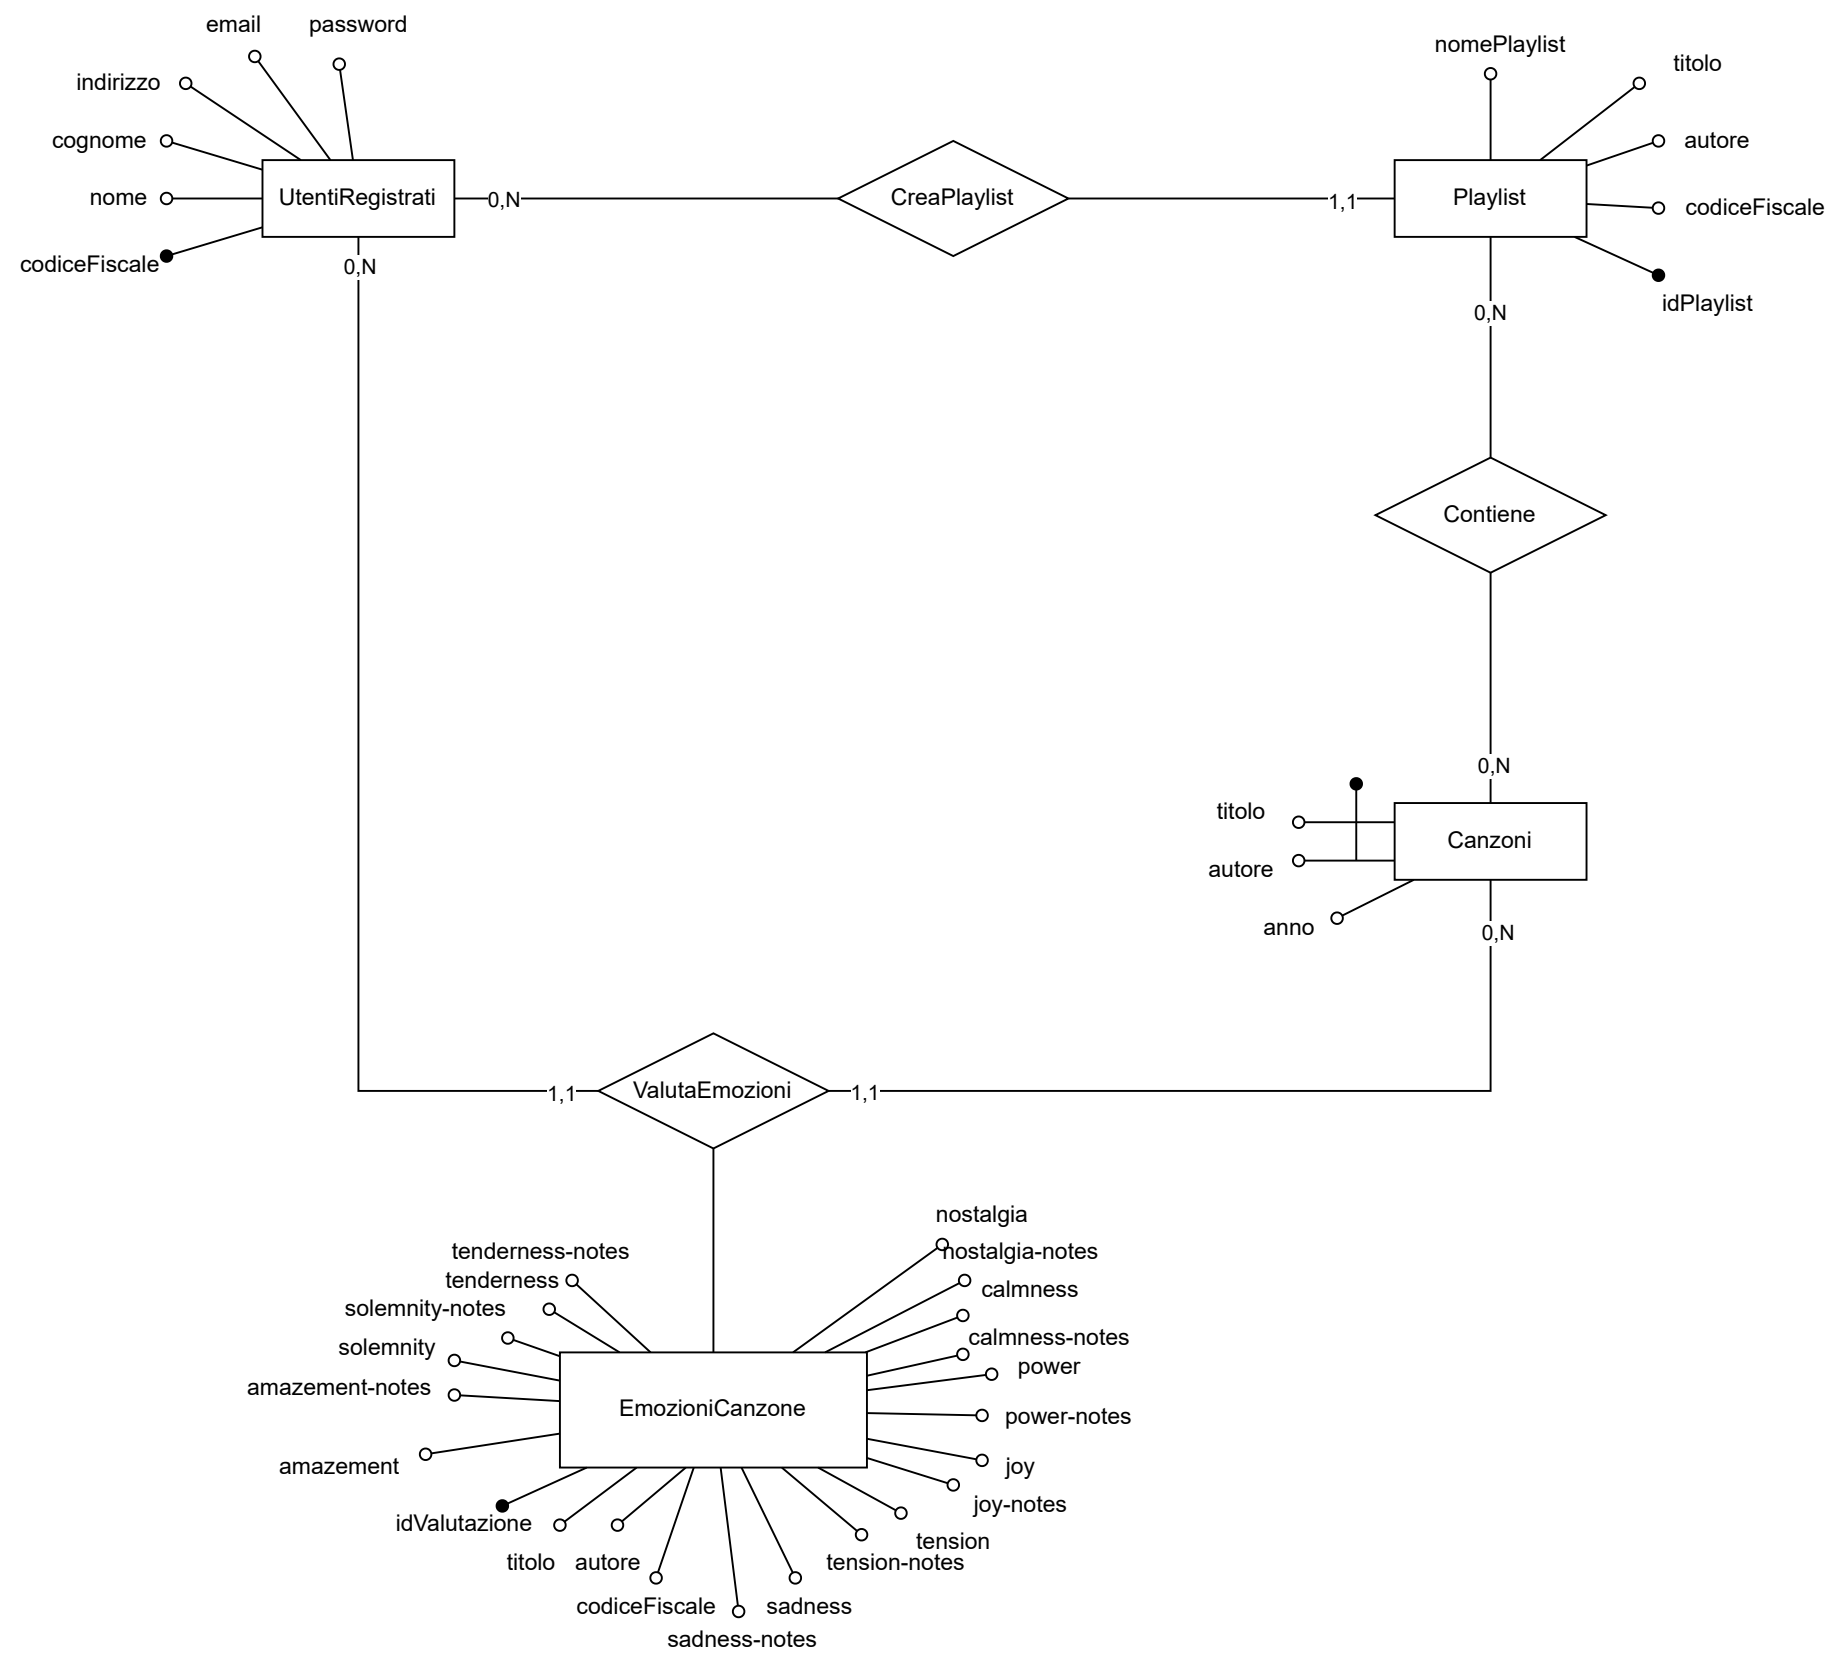 email
password
indirizzo
cognome
nome
codiceFiscale
UtentiRegistrati
0,N
0,N
CreaPlaylist
1,1
nomePlaylist
titolo
autore
codiceFiscale
idPlaylist
Playlist
0,N
Contiene
0,N
titolo
autore
anno
Canzoni
0,N
1,1
ValutaEmozioni
1,1
nostalgia
nostalgia-notes
calmness
calmness-notes
power
power-notes
joy
joy-notes
tension
tension-notes
tenderness-notes
tenderness
solemnity-notes
solemnity
amazement-notes
amazement
EmozioniCanzone
idValutazione
titolo
autore
codiceFiscale
sadness
sadness-notes